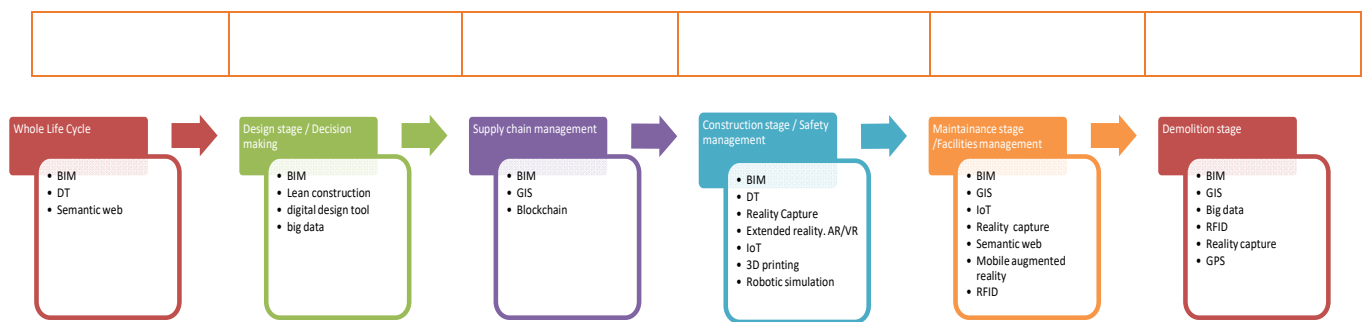 Whole Life Cycle
• BIM
• DT
• Semantic web
Design stage / Decision
making
• BIM
• Lean construction
• digital design tool
• big data
Supply chain management
• BIM
• GIS
• Blockchain
Construction stage / Safety
management
• BIM
• DT
• Reality Capture
• Extended reality. AR/VR
• IoT
• 3D printing
• Robotic simulation
Maintainance stage
/Facilities management
• BIM
• GIS
• IoT
• Reality capture
• Semantic web
• Mobile augmented
reality
• RFID
Demolition stage
• BIM
• GIS
• Big data
• RFID
• Reality capture
• GPS